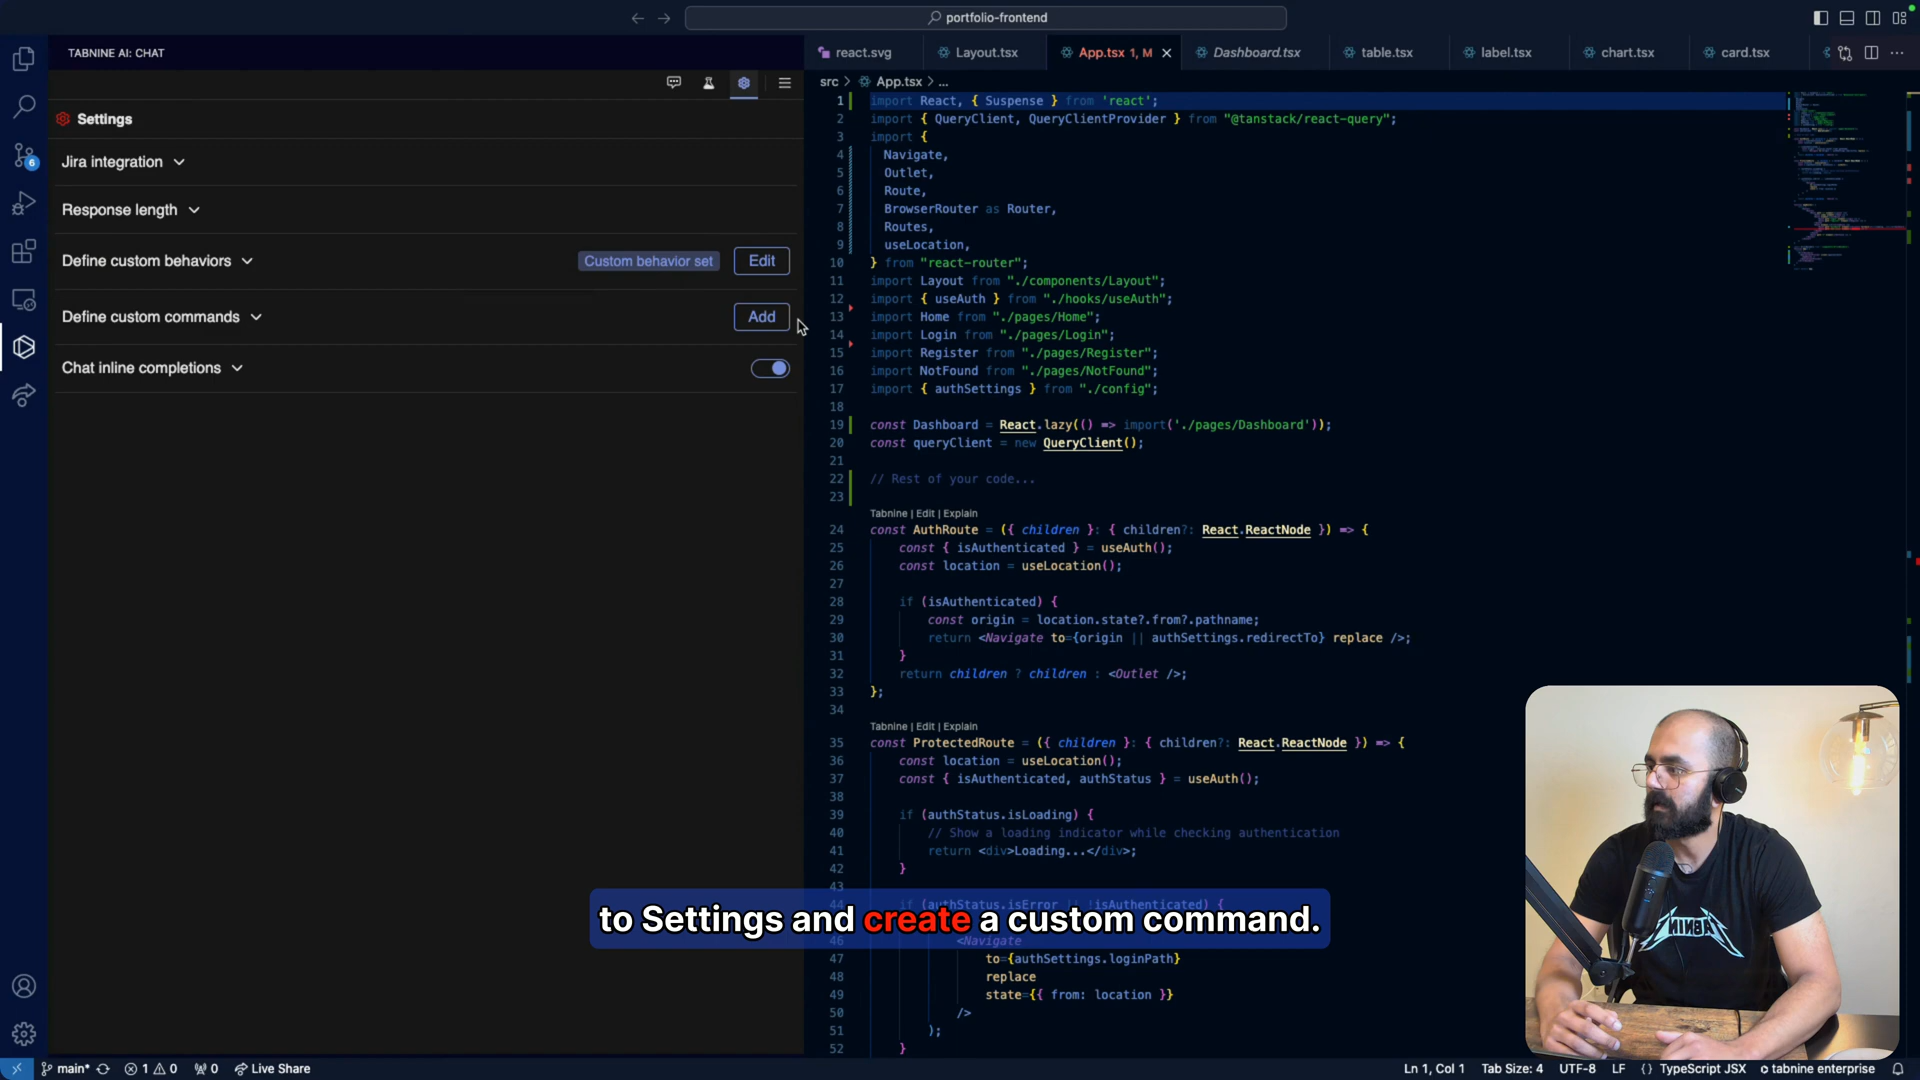 portfolio-frontend
TABNINE AI: CHAT
Settings
Jira integration
Response length
Define custom behaviors
Custom behavior set
Edit
Define custom commands
Add
Chat inline completions
6
react.svg
Layout.tsx
App.tsx 1, M
Dashboard.tsx
table.tsx
label.tsx
chart.tsx
card.tsx
src > App.tsx > ...
1 import React, { Suspense } from 'react';
2 import { QueryClient, QueryClientProvider } from "@tanstack/react-query";
3 import {
4 Navigate,
5 Outlet,
6 Route,
7 BrowserRouter as Router,
8 Routes,
9 useLocation,
10 } from "react-router";
11 import Layout from "./components/Layout";
12 import { useAuth } from "./hooks/useAuth";
13 import Home from "./pages/Home";
14 import Login from "./pages/Login";
15 import Register from "./pages/Register";
16 import NotFound from "./pages/NotFound";
17 import { authSettings } from "./config";
18
19 const Dashboard = React.lazy(() => import('./pages/Dashboard'));
20 const queryClient = new QueryClient();
21
22 // Rest of your code...
23
Tabnine | Edit | Explain
24 const AuthRoute = ({ children }: { children?: React.ReactNode }) => {
25 const { isAuthenticated } = useAuth();
26 const location = useLocation();
27
28 if (isAuthenticated) {
29 const origin = location.state?.from?.pathname;
30 return <Navigate to={origin || authSettings.redirectTo} replace />;
31 }
32 return children ? children : <Outlet />;
33 };
34
Tabnine | Edit | Explain
35 const ProtectedRoute = ({ children }: { children?: React.ReactNode }) => {
36 const location = useLocation();
37 const { isAuthenticated, authStatus } = useAuth();
38
39 if (authStatus.isLoading) {
40 // Show a loading indicator while checking authentication
41 return <div>Loading...</div>;
42 }
43
if (authStatus.isError || !isAuthenticated) {
to Settings and create a custom command.
46 <Navigate
47 to={authSettings.loginPath}
48 replace
49 state={{ from: location }}
50 />
51 );
52 }
main*
1 0
0
Live Share
Ln 1, Col 1
Tab Size: 4
UTF-8
LF
{ } TypeScript JSX
tabnine enterprise